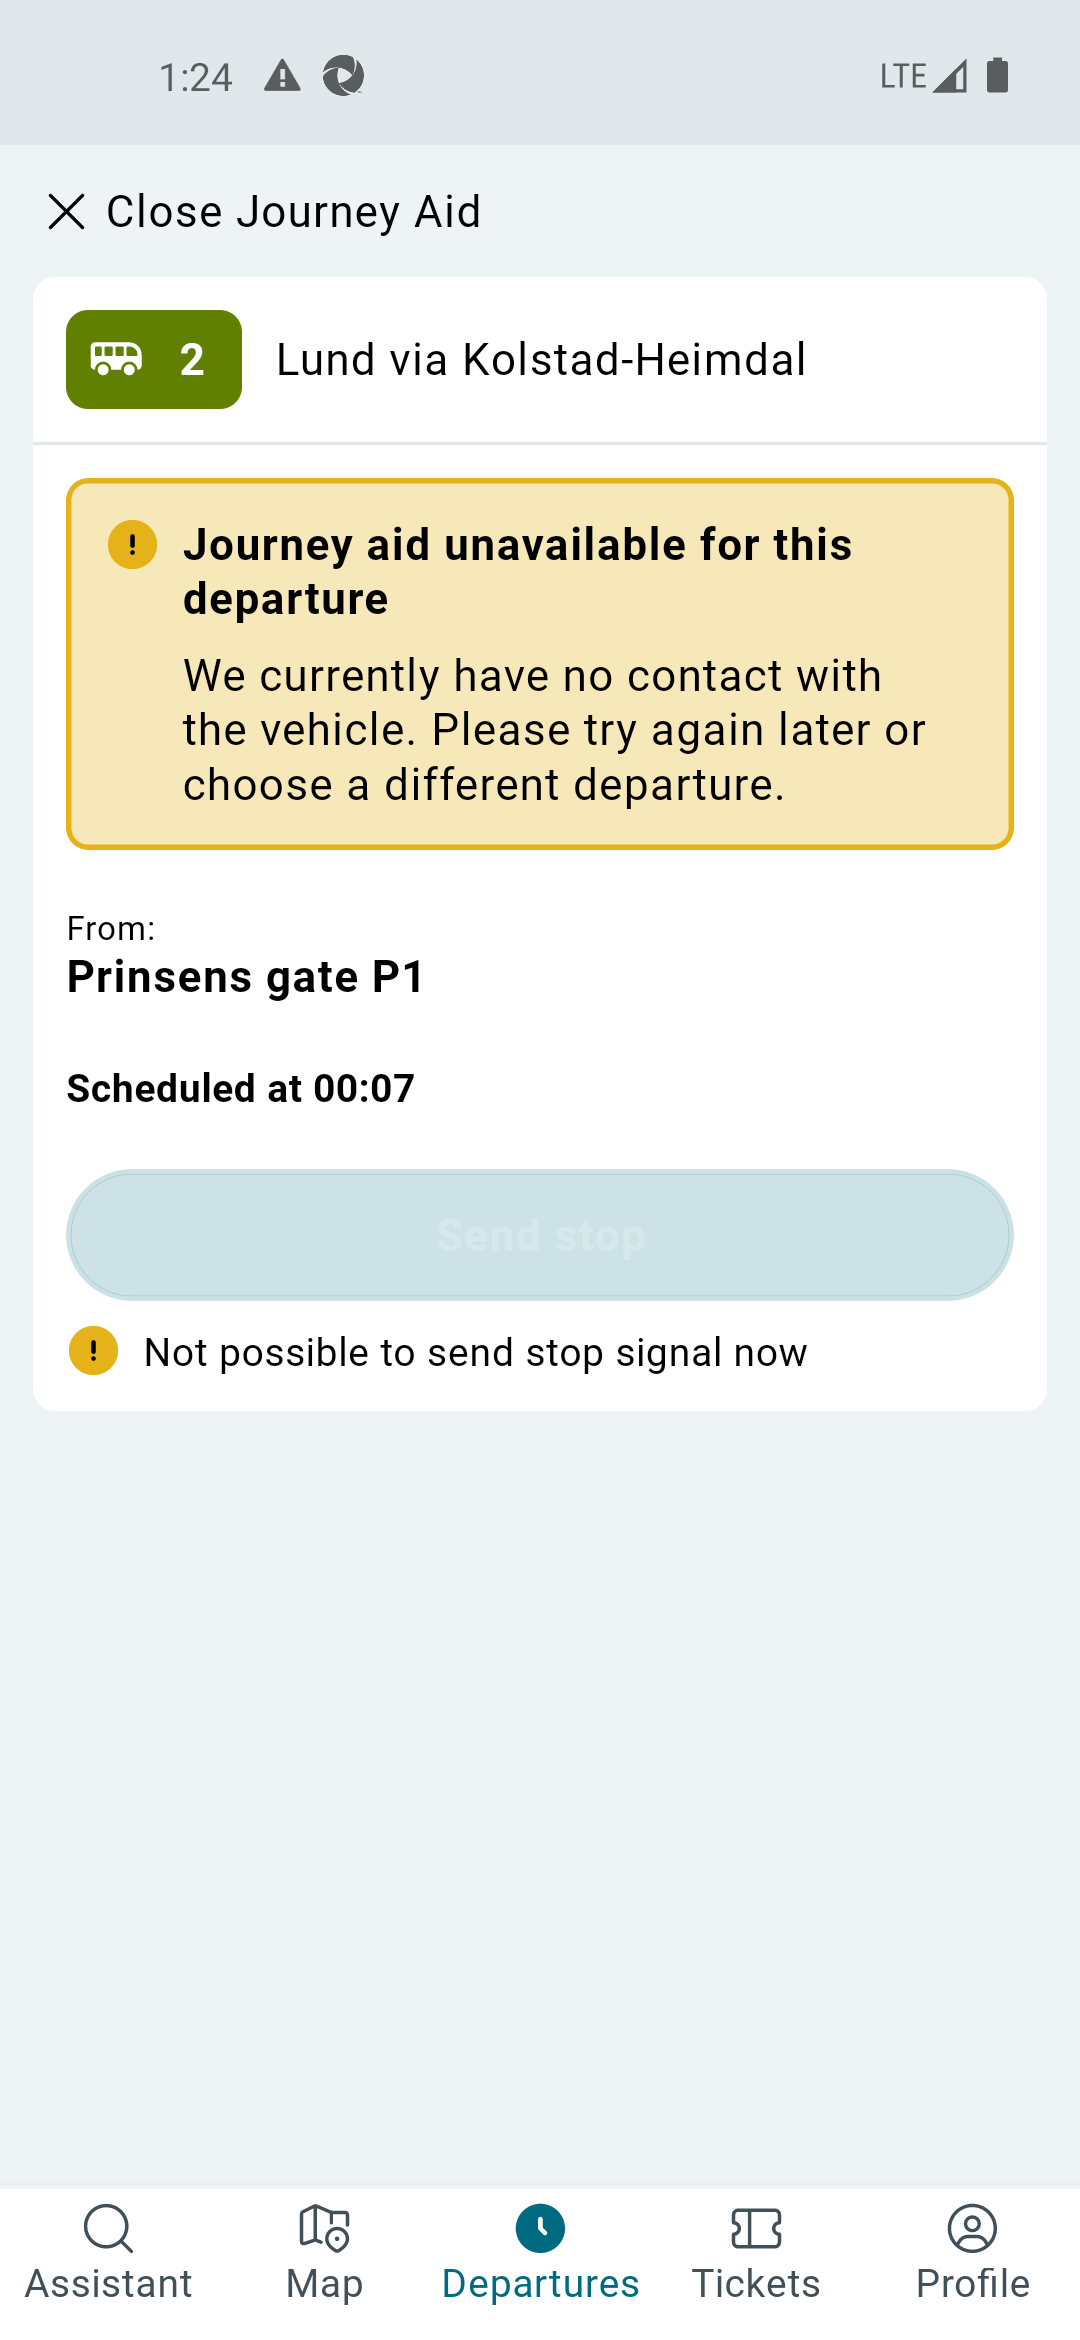 1:24
LTE
Close Journey Aid
2
Lund via Kolstad-Heimdal
Journey aid unavailable for this
departure
We currently have no contact with
the vehicle. Please try again later or
choose a different departure.
From:
Prinsens gate P1
Scheduled at 00:07
Send stop
Not possible to send stop signal now
Assistant
Map
Departures
Tickets
Profile